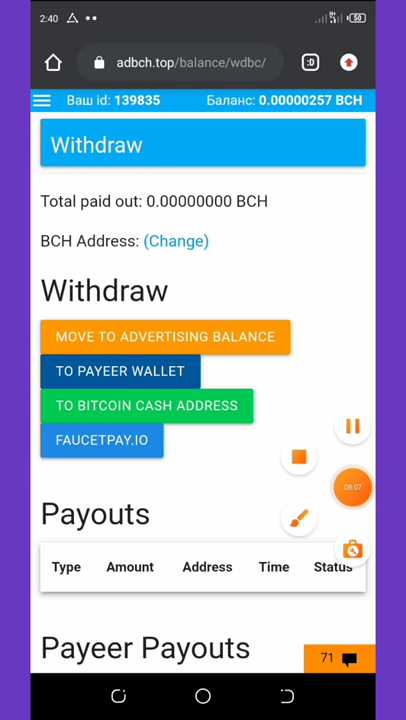 2:40
50
adbch.top/balance/wdbc/
:D
Ваш id: 139835 Баланс: 0.00000257 BCH
Withdraw
Total paid out: 0.00000000 BCH
BCH Address: (Change)
Withdraw
MOVE TO ADVERTISING BALANCE
TO PAYEER WALLET
TO BITCOIN CASH ADDRESS
FAUCETPAY.IO
08:07
Payouts
Type Amount Address Time Status
Payeer Payouts
71